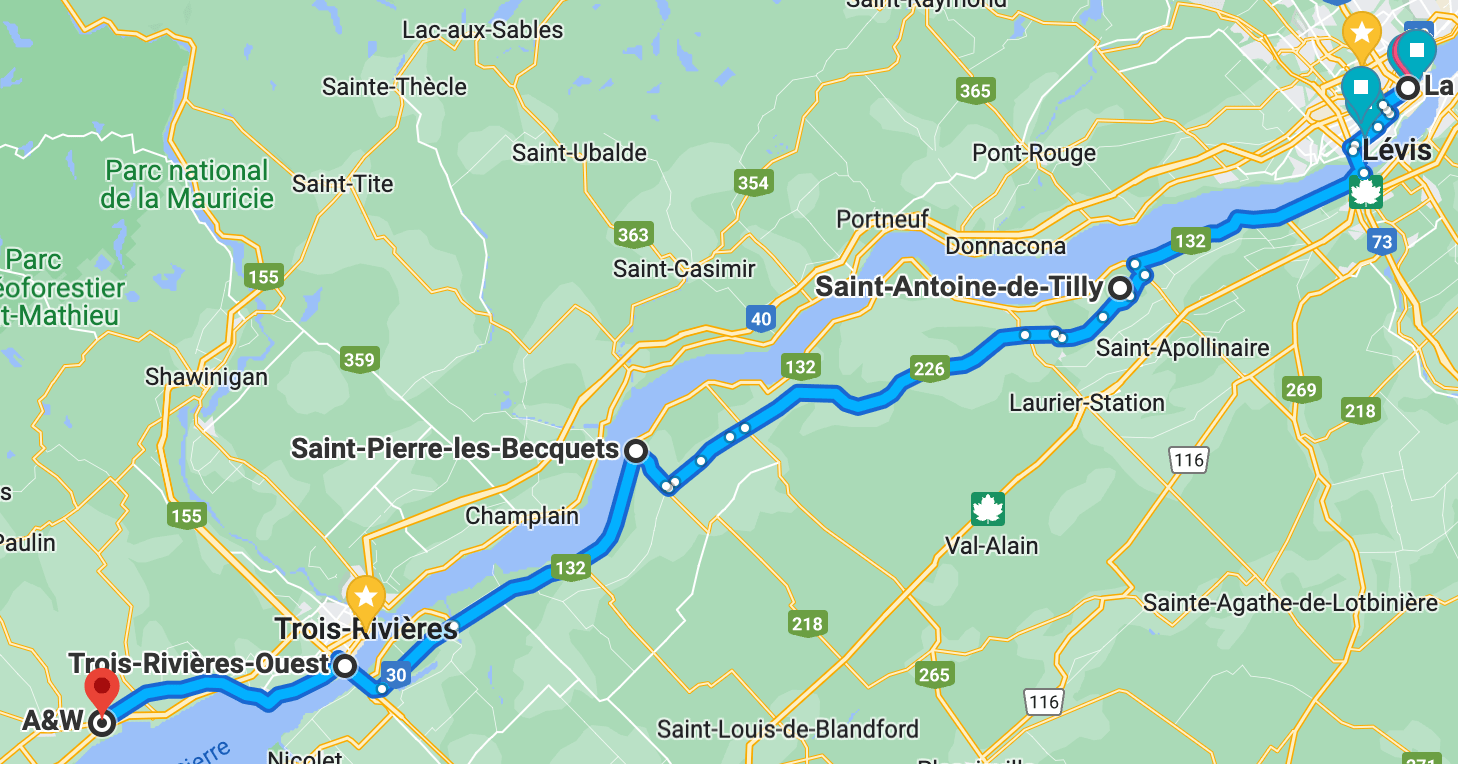 Saint-Raymond
Lac-aux-Sables
Sainte-Thècle
365
La
Saint-Ubalde
Pont-Rouge
Lévis
Parc national
de la Mauricie
Saint-Tite
354
Portneuf
363
Donnacona
132
73
Parc
Saint-Casimir
155
éoforestier
Saint-Antoine-de-Tilly
t-Mathieu
40
359
Saint-Apollinaire
132
226
Shawinigan
269
Laurier-Station
218
Saint-Pierre-les-Becquets
116
s
155
Champlain
Paulin
Val-Alain
132
Sainte-Agathe-de-Lotbinière
218
Trois-Rivières
Trois-Rivières-Ouest
30
265
116
A&W
Saint-Louis-de-Blandford
ierre
Nicolet
271